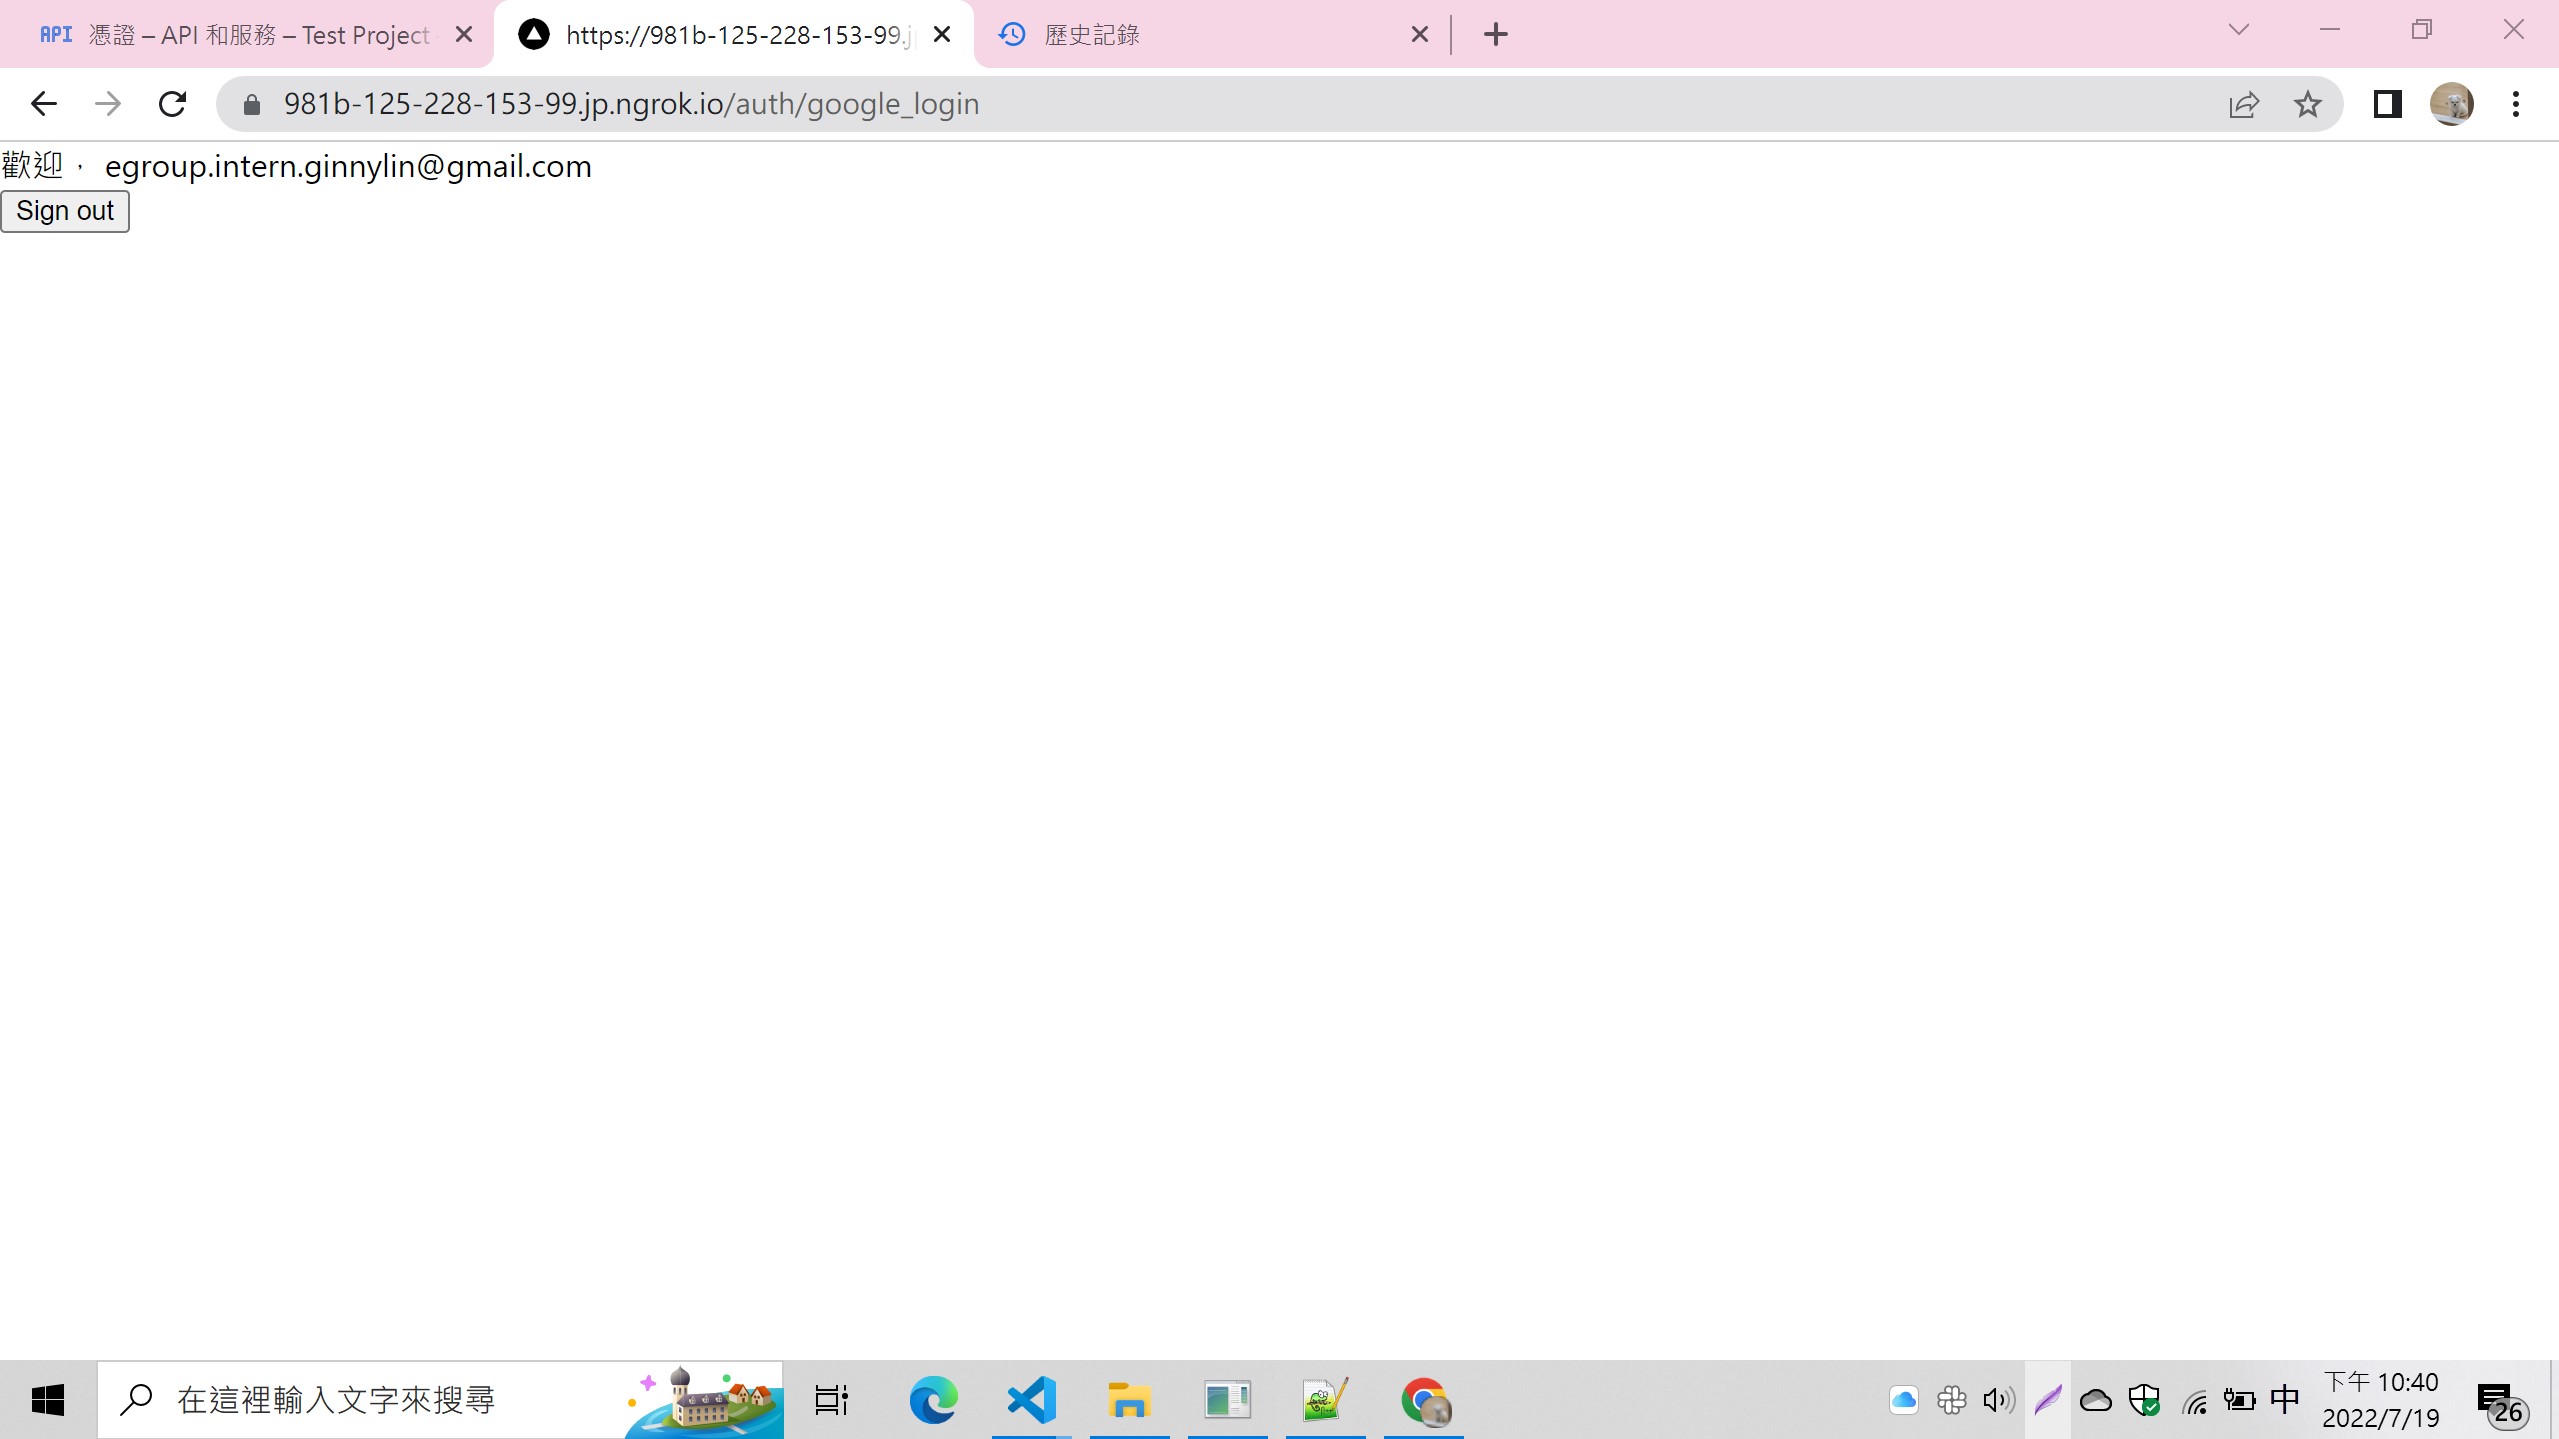 API 憑證 – API 和服務 – Test Project
https://981b-125-228-153-99.j
歷史記錄
981b-125-228-153-99.jp.ngrok.io/auth/google_login
歡迎， egroup.intern.ginnylin@gmail.com
Sign out
在這裡輸入文字來搜尋
中
下午 10:40
2022/7/19
26